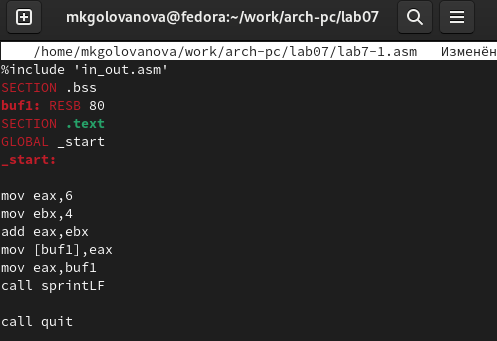 mkgolovanova@fedora:~/work/arch-pc/lab07
/home/mkgolovanova/work/arch-pc/lab07/lab7-1.asm Изменён
%include 'in_out.asm'
SECTION .bss
buf1: RESB 80
SECTION .text
GLOBAL _start
_start:
mov eax,6
mov ebx,4
add eax,ebx
mov [buf1],eax
mov eax,buf1
call sprintLF
call quit